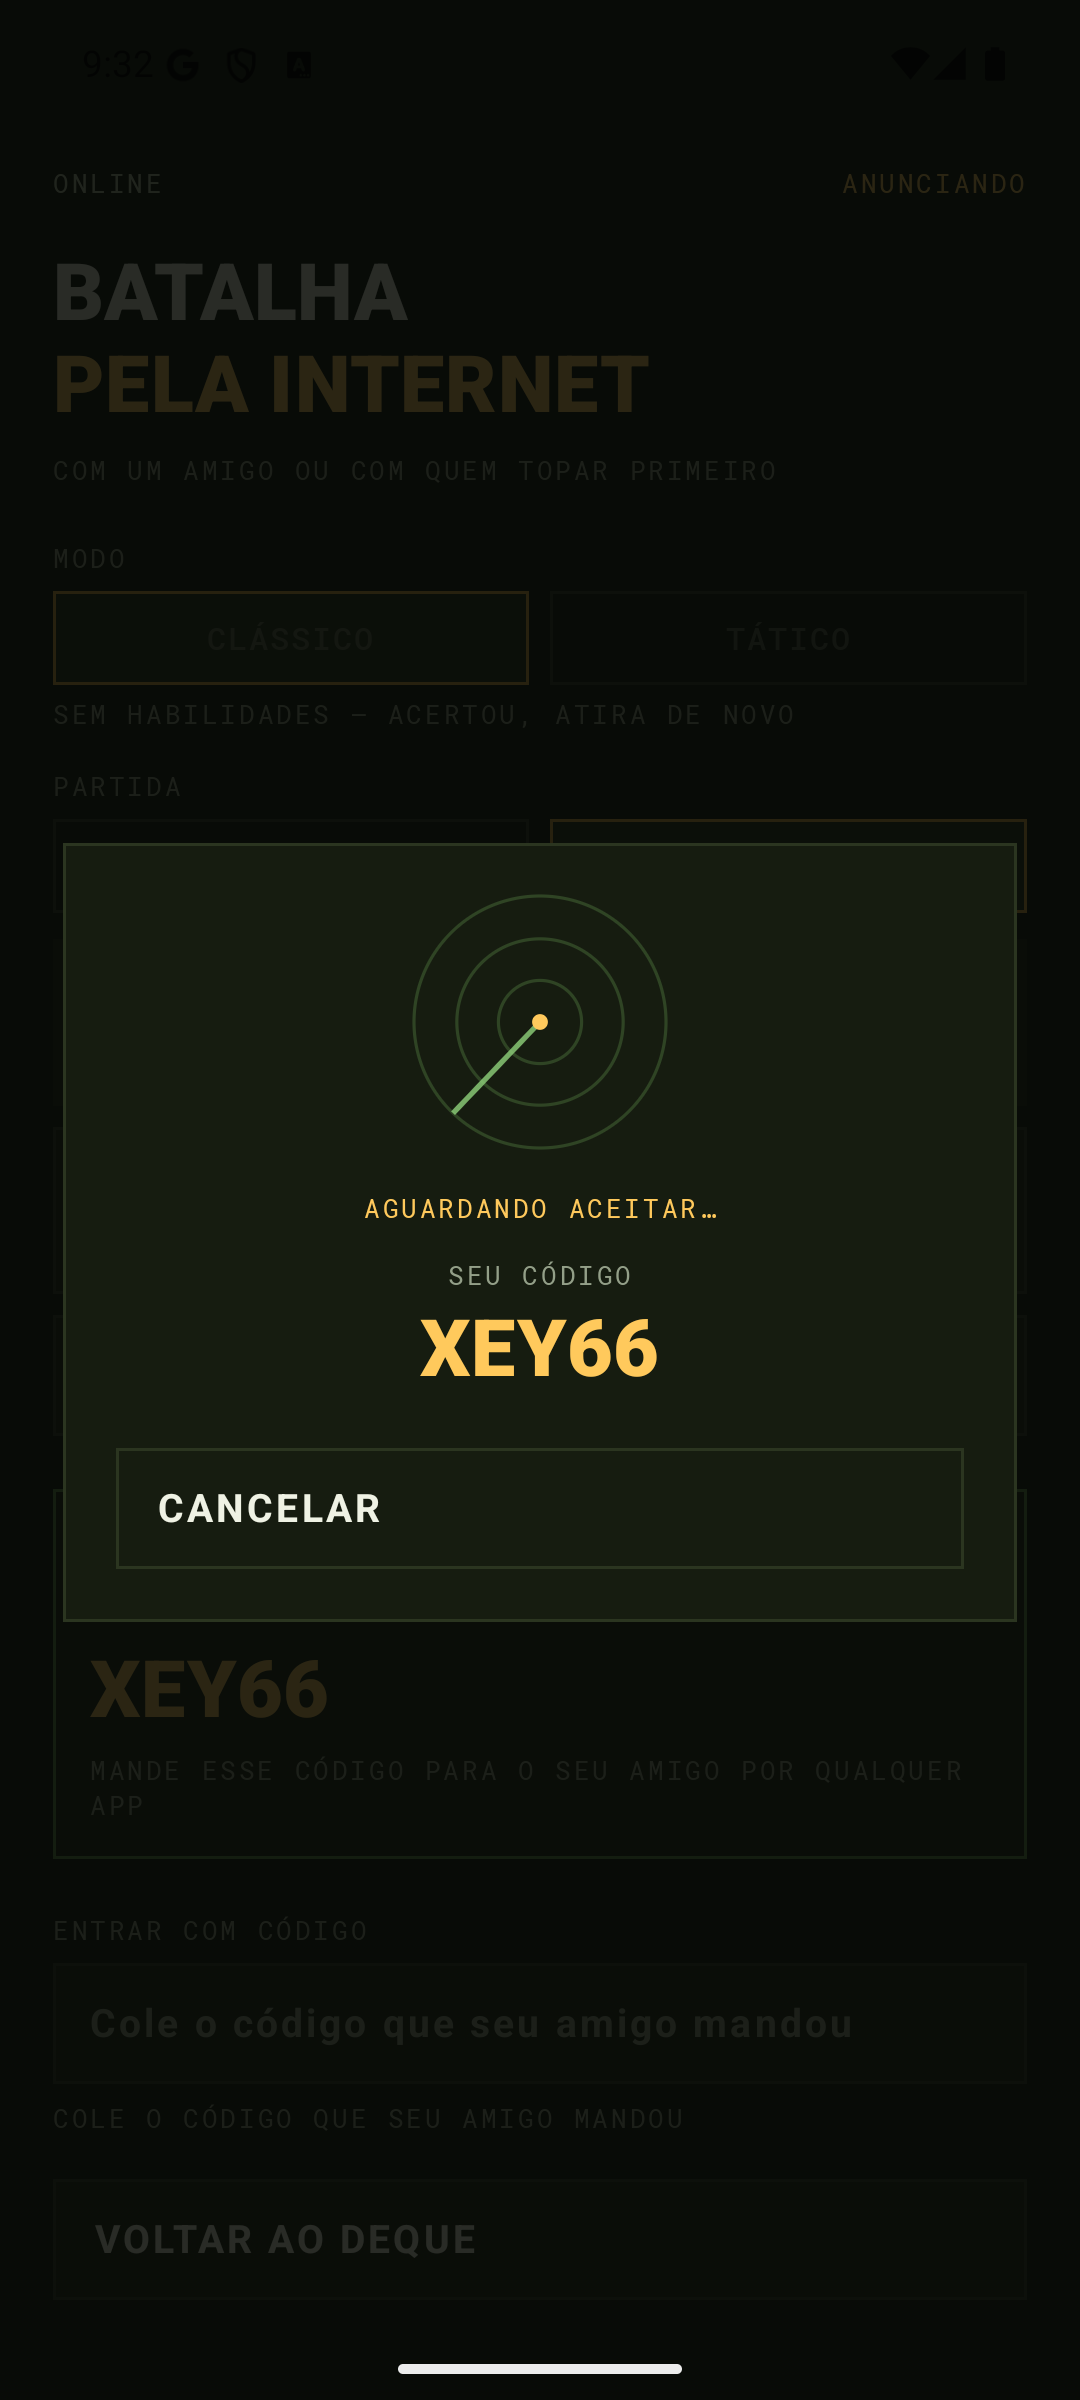 9:32
ONLINE
ANUNCIANDO
BATALHA
PELA INTERNET
COM UM AMIGO OU COM QUEM TOPAR PRIMEIRO
MODO
CLÁSSICO
TÁTICO
SEM HABILIDADES — ACERTOU, ATIRA DE NOVO
PARTIDA
AGUARDANDO ACEITAR…
SEU CÓDIGO
XEY66
CANCELAR
XEY66
MANDE ESSE CÓDIGO PARA O SEU AMIGO POR QUALQUER
APP
ENTRAR COM CÓDIGO
Cole o código que seu amigo mandou
COLE O CÓDIGO QUE SEU AMIGO MANDOU
VOLTAR AO DEQUE